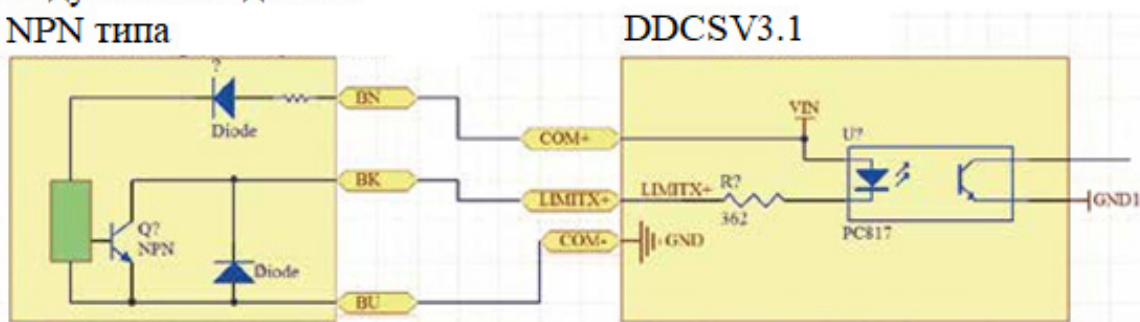 NPN типа
DDCSV3.1
?
Diode
BN
BK
BU
Q?
NPN
Diode
COM+
LIMITX+
COM-
VIN
U?
LIMITX+
R?
362
GND
PC817
GND1